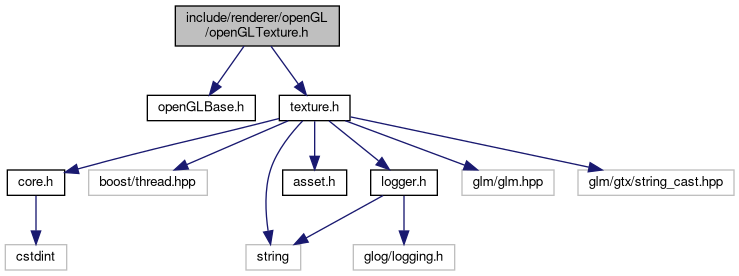 include/renderer/openGL
/openGLTexture.h
openGLBase.h
texture.h
core.h
boost/thread.hpp
asset.h
logger.h
glm/glm.hpp
glm/gtx/string_cast.hpp
cstdint
string
glog/logging.h